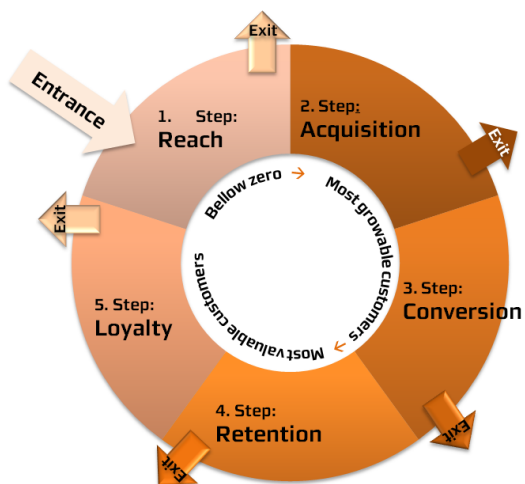 Entrance
1. Step:
Reach
Exit
2. Step:
Acquisition
Exit
3. Step:
Conversion
Exit
4. Step:
Retention
Exit
5. Step:
Loyalty
Exit
Bellow zero →
Most growable customers →
Most valuable customers